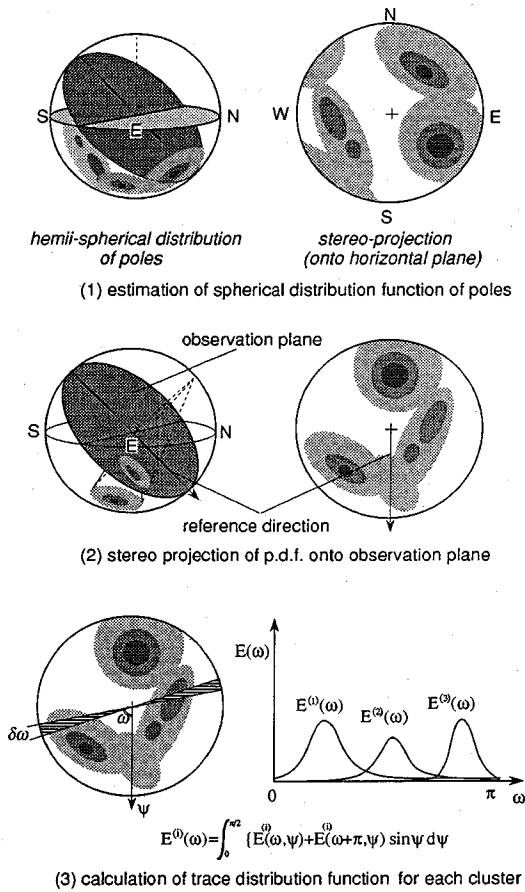 N
S
E
N
W
E
S
hemii-spherical distribution
of poles
stereo-projection
(onto horizontal plane)
(1) estimation of spherical distribution function of poles
observation plane
S
E
N
reference direction
(2) stereo projection of p.d.f. onto observation plane
E(ω)
E⁽¹⁾(ω)
E⁽²⁾(ω)
E⁽³⁾(ω)
ω
δω
ψ
0
π
ω
E⁽ⁱ⁾(ω)=∫₀^π/2 {E⁽ⁱ⁾(ω,ψ)+E⁽ⁱ⁾(ω+π,ψ) sinψ dψ
(3) calculation of trace distribution function for each cluster